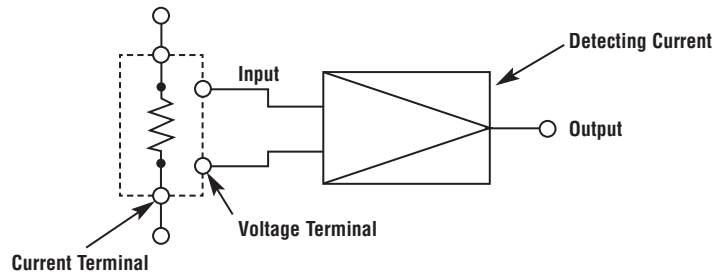 Detecting Current
Input
Output
Voltage Terminal
Current Terminal